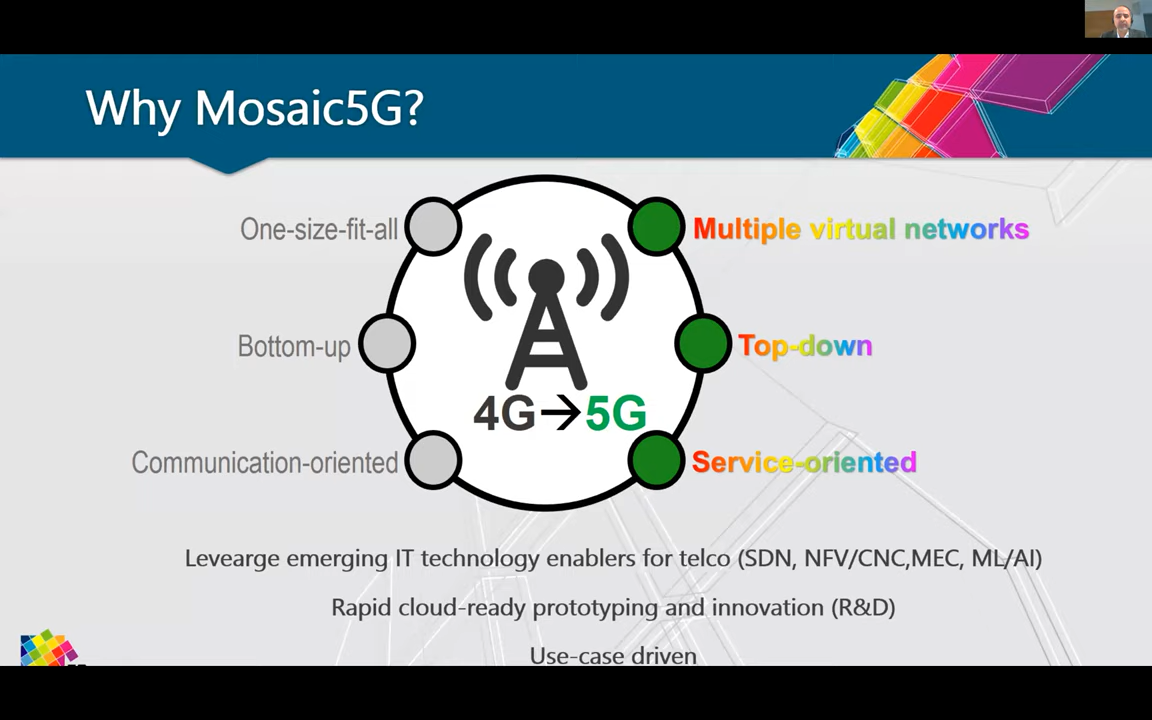 Why Mosaic5G?
One-size-fit-all
Multiple virtual networks
Bottom-up
Top-down
4G→5G
Communication-oriented
Service-oriented
Levearge emerging IT technology enablers for telco (SDN, NFV/CNC,MEC, ML/AI)
Rapid cloud-ready prototyping and innovation (R&D)
Use-case driven